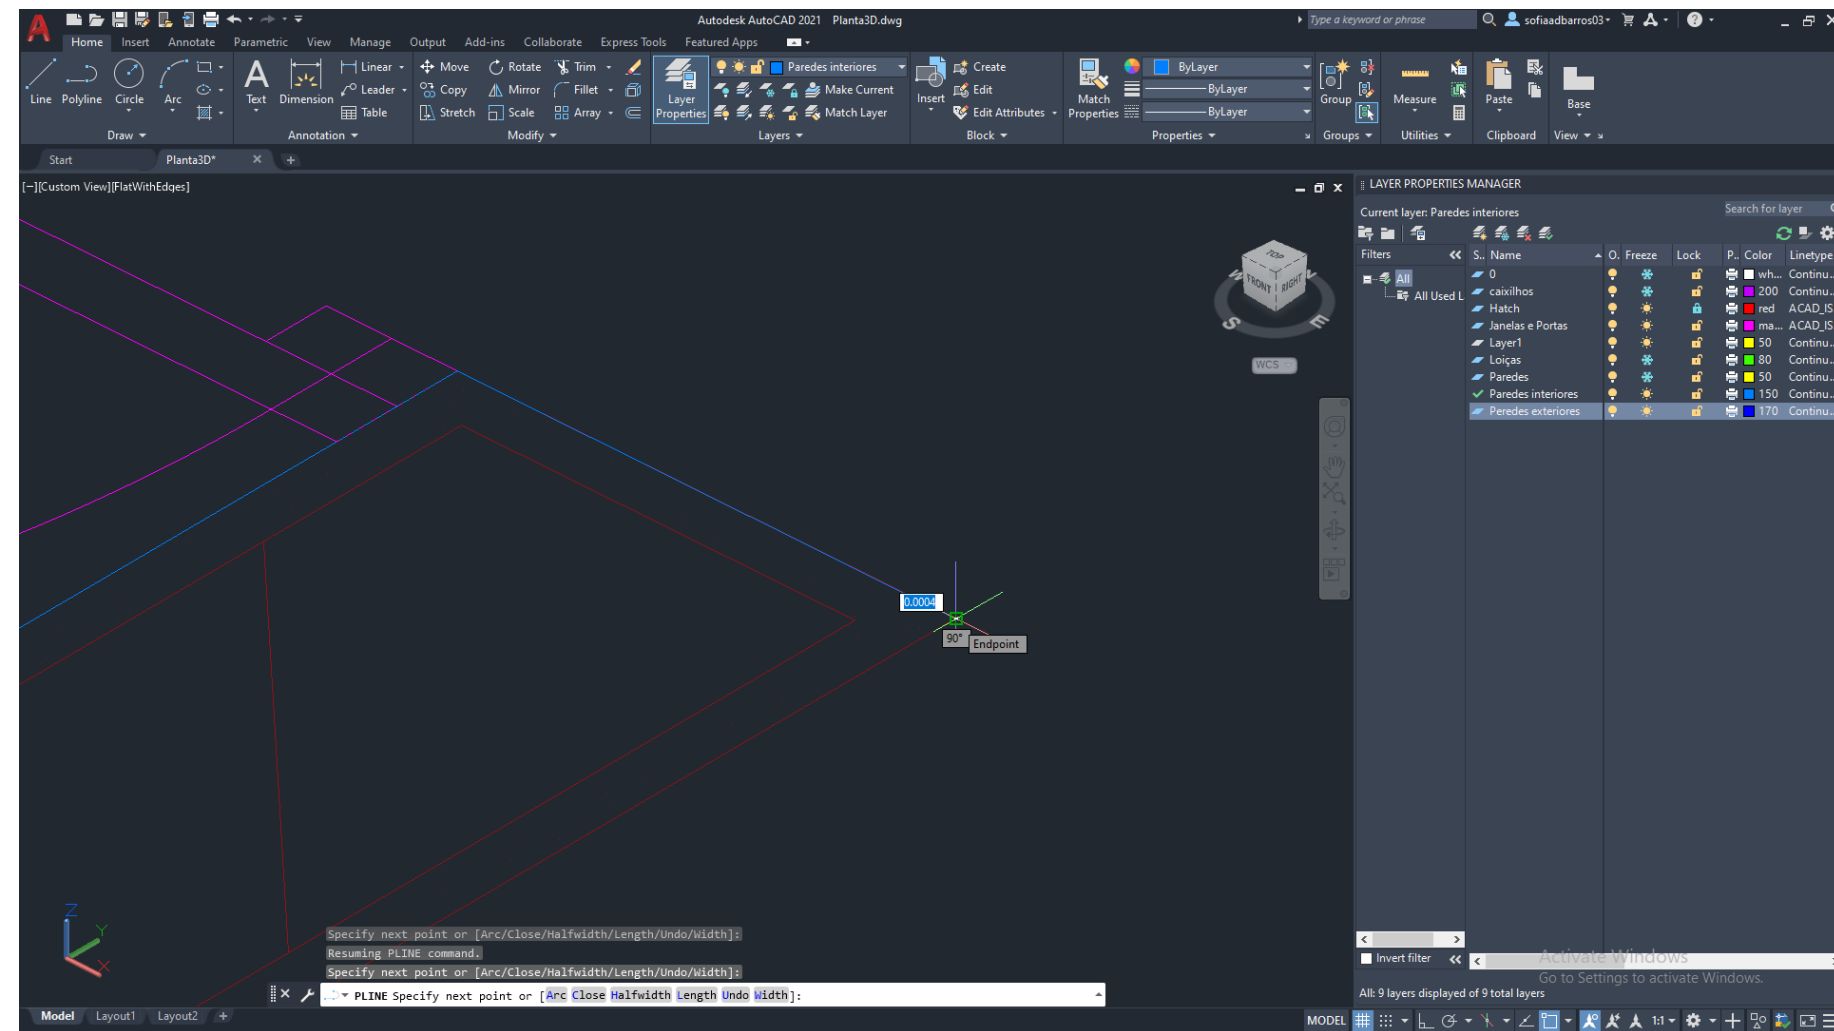 Autodesk AutoCAD 2021 Planta3D.dwg
Type a keyword or phrase
sofiaadbarros03
Home Insert Annotate Parametric View Manage Output Add-ins Collaborate Express Tools Featured Apps
Line Polyline Circle Arc
Draw
Text Dimension
Linear
Leader
Table
Annotation
Move Rotate Trim
Copy Mirror Fillet
Stretch Scale Array
Modify
Layer
Properties
Paredes interiores
Make Current
Match Layer
Layers
Insert
Create
Edit
Edit Attributes
Block
Match
Properties
ByLayer
ByLayer
ByLayer
Properties
Group
Groups
Measure
Utilities
Paste
Clipboard
Base
View
Start Planta3D*
[−][Custom View][FlatWithEdges]
TOP
FRONT RIGHT
W N
S E
WCS
0.0004
90°
Endpoint
Z
Y
X
LAYER PROPERTIES MANAGER
Current layer: Paredes interiores
Search for layer
Filters
All
All Used L
S.. Name O. Freeze Lock P.. Color Linetype
0 wh... Continu...
caixilhos 200 Continu...
Hatch red ACAD_IS
Janelas e Portas ma... ACAD_IS
Layer1 50 Continu...
Loiças 80 Continu...
Paredes 50 Continu...
Paredes interiores 150 Continu...
Peredes exteriores 170 Continu...
Invert filter
All: 9 layers displayed of 9 total layers
Activate Windows
Go to Settings to activate Windows.
Specify next point or [Arc/Close/Halfwidth/Length/Undo/Width]:
Resuming PLINE command.
Specify next point or [Arc/Close/Halfwidth/Length/Undo/Width]:
PLINE Specify next point or [Arc Close Halfwidth Length Undo Width]:
Model Layout1 Layout2 +
MODEL 1:1